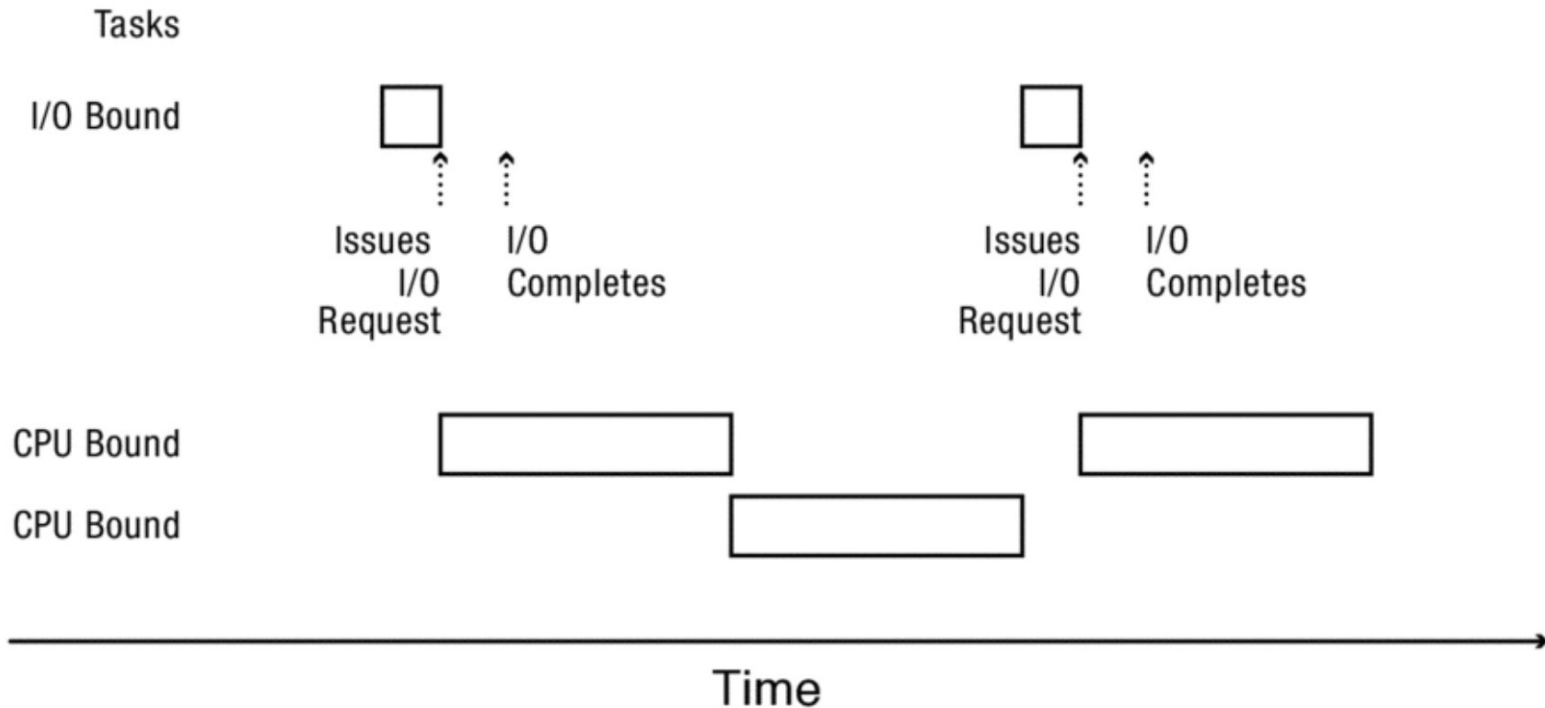 Tasks
I/O Bound
Issues
I/O
Request
I/O
Completes
Issues
I/O
Request
I/O
Completes
CPU Bound
CPU Bound
Time